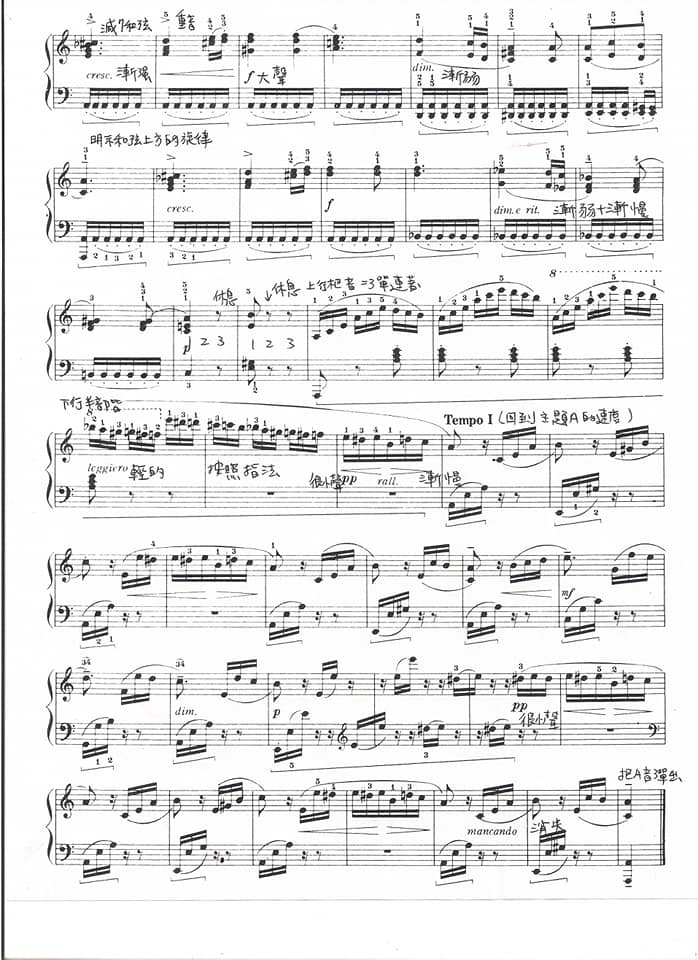 減7和弦
重音
cresc. 漸強
f 大聲
dim. 漸弱
明示和弦上方的旋律
cresc.
f
dim. e rit. 漸弱+漸慢
休息
休息
上行琶音=3單連著
8
p
2 3
1 2 3
下行半音階
8
Tempo I (回到主題A的速度)
leggiero 輕的
按照指法
很小聲 pp
rall. 漸慢
mf
dim.
p
pp
很小聲
把A音彈出
mancando 消失